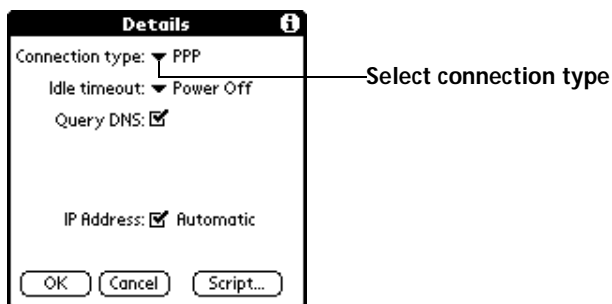 Details
Connection type: PPP
Select connection type
Idle timeout: Power Off
Query DNS:
IP Address: Automatic
OK Cancel Script...